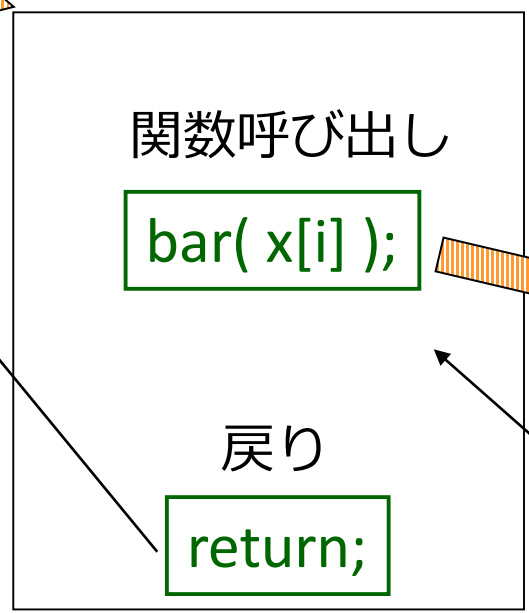 関数呼び出し
bar( x[i] );
戻り
return;